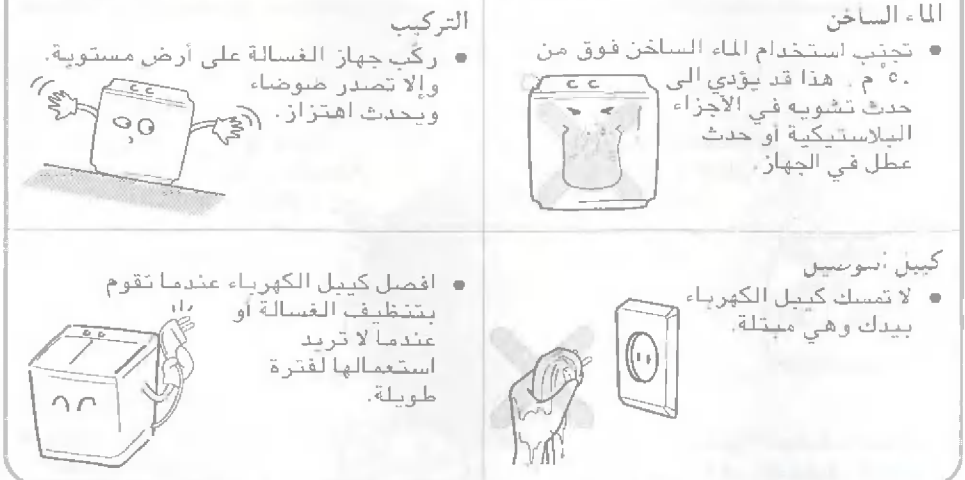 الماء الساخن
● تجنب استخدام الماء الساخن فوق من
٥٠ْ م . هذا قد يؤدي الى
حدث تشويه في الأجزاء
البلاستيكية أو حدث
عطل في الجهاز.
التركيب
● ركّب جهاز الغسالة على أرض مستوية.
وإلا تصدر ضوضاء
ويحدث اهتزاز.
كيبل
● لا تمسك كيبل الكهرباء
بيدك وهي مبتلة.
● افصل كيبل الكهرباء عندما تقوم
بتنظيف الغسالة أو
عندما لا تريد
استعمالها لفترة
طويلة.